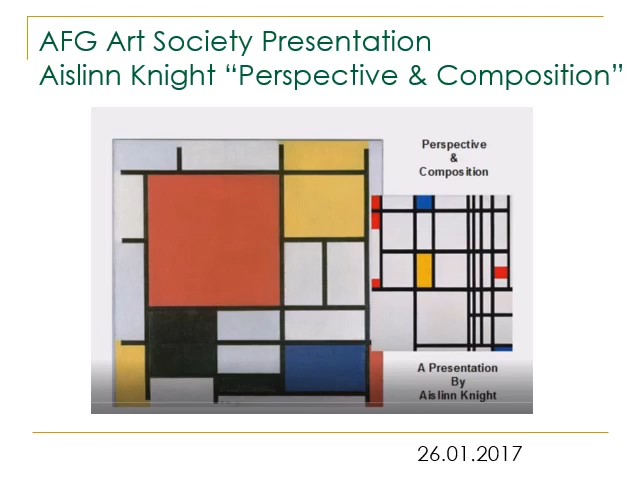 AFG Art Society Presentation
Aislinn Knight “Perspective & Composition”
Perspective
&
Composition
A Presentation
By
Aislinn Knight
26.01.2017